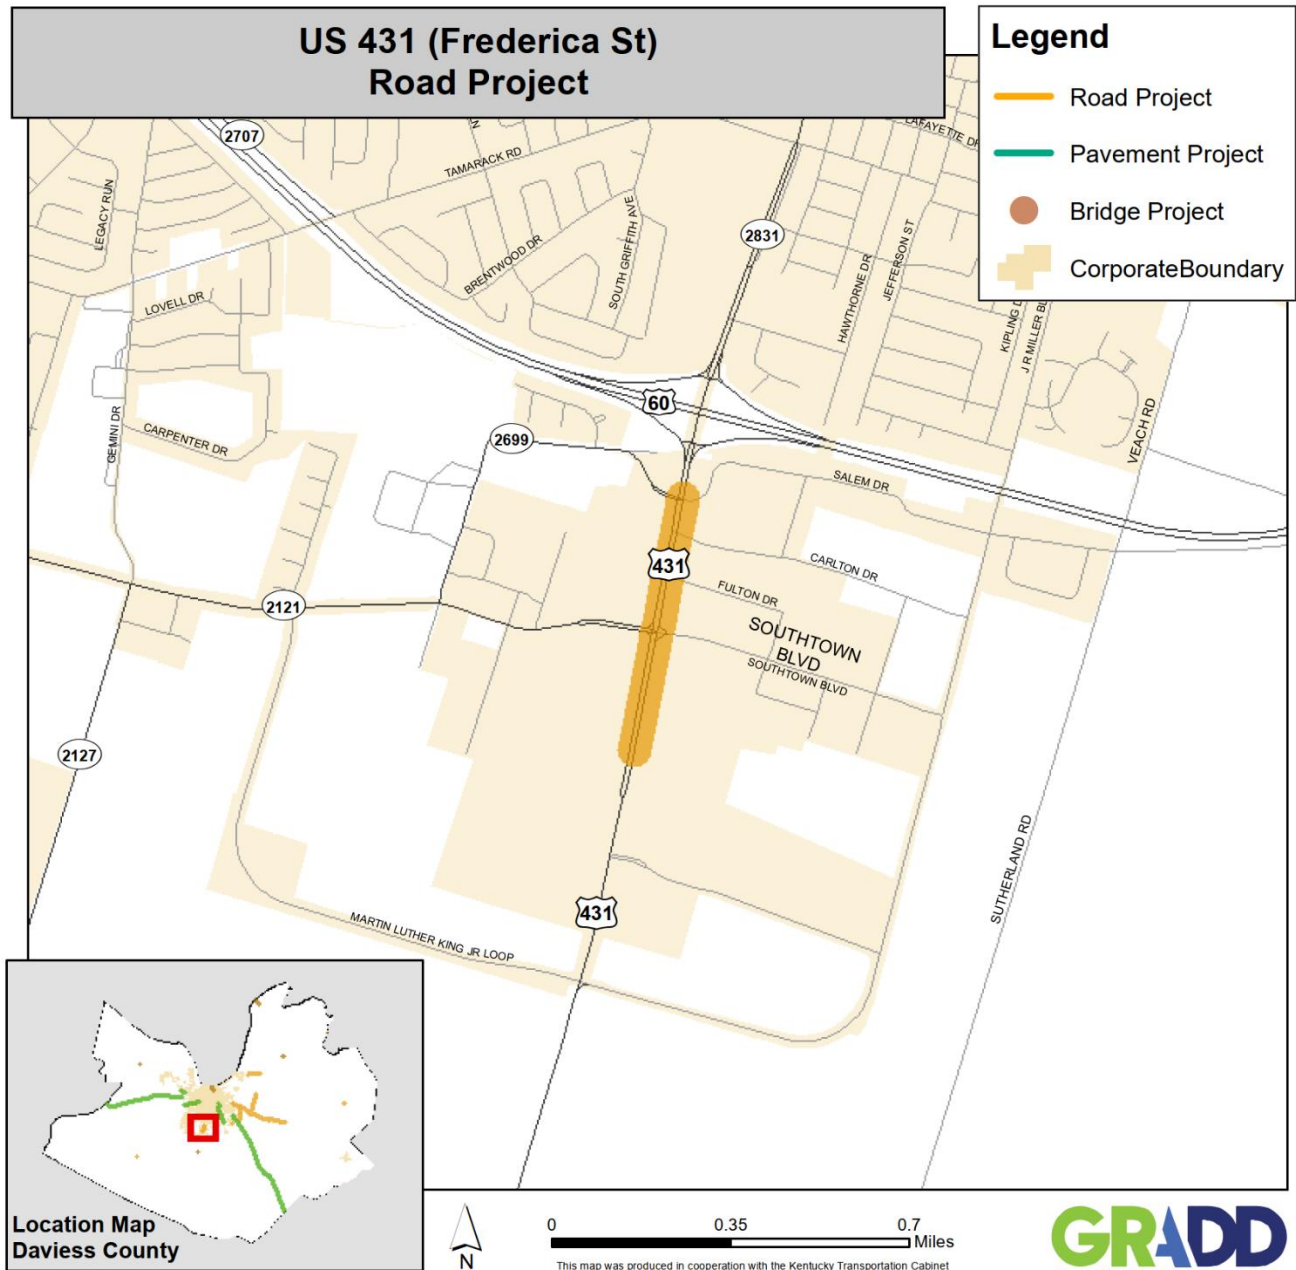 US 431 (Frederica St)
Road Project
Legend
Road Project
Pavement Project
Bridge Project
CorporateBoundary
2707
TAMARACK RD
LAFAYETTE DR
LEGACY RUN
2831
SOUTH GRIFFITH AVE
BRENTWOOD DR
JEFFERSON ST
HAWTHORNE DR
LOVELL DR
KIPLING D
J R MILLER BL
60
VEACH RD
GEMINI DR
CARPENTER DR
2699
SALEM DR
431
CARLTON DR
FULTON DR
2121
SOUTHTOWN
BLVD
SOUTHTOWN BLVD
2127
SUTHERLAND RD
431
MARTIN LUTHER KING JR LOOP
Location Map
Daviess County
N
0 0.35 0.7
Miles
This map was produced in cooperation with the Kentucky Transportation Cabinet
GRADD